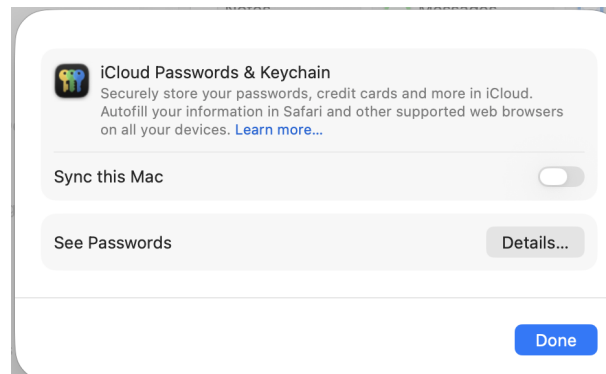 iCloud Passwords & Keychain
Securely store your passwords, credit cards and more in iCloud.
Autofill your information in Safari and other supported web browsers
on all your devices. Learn more...
Sync this Mac
See Passwords
Details...
Done